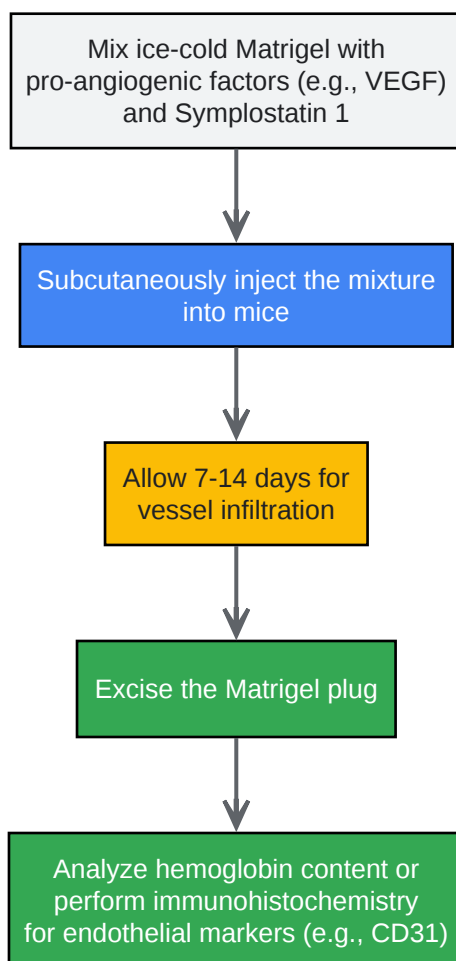 Mix ice-cold Matrigel with
pro-angiogenic factors (e.g., VEGF)
and Symplostatin 1
Subcutaneously inject the mixture
into mice
Allow 7-14 days for
vessel infiltration
Excise the Matrigel plug
Analyze hemoglobin content or
perform immunohistochemistry
for endothelial markers (e.g., CD31)